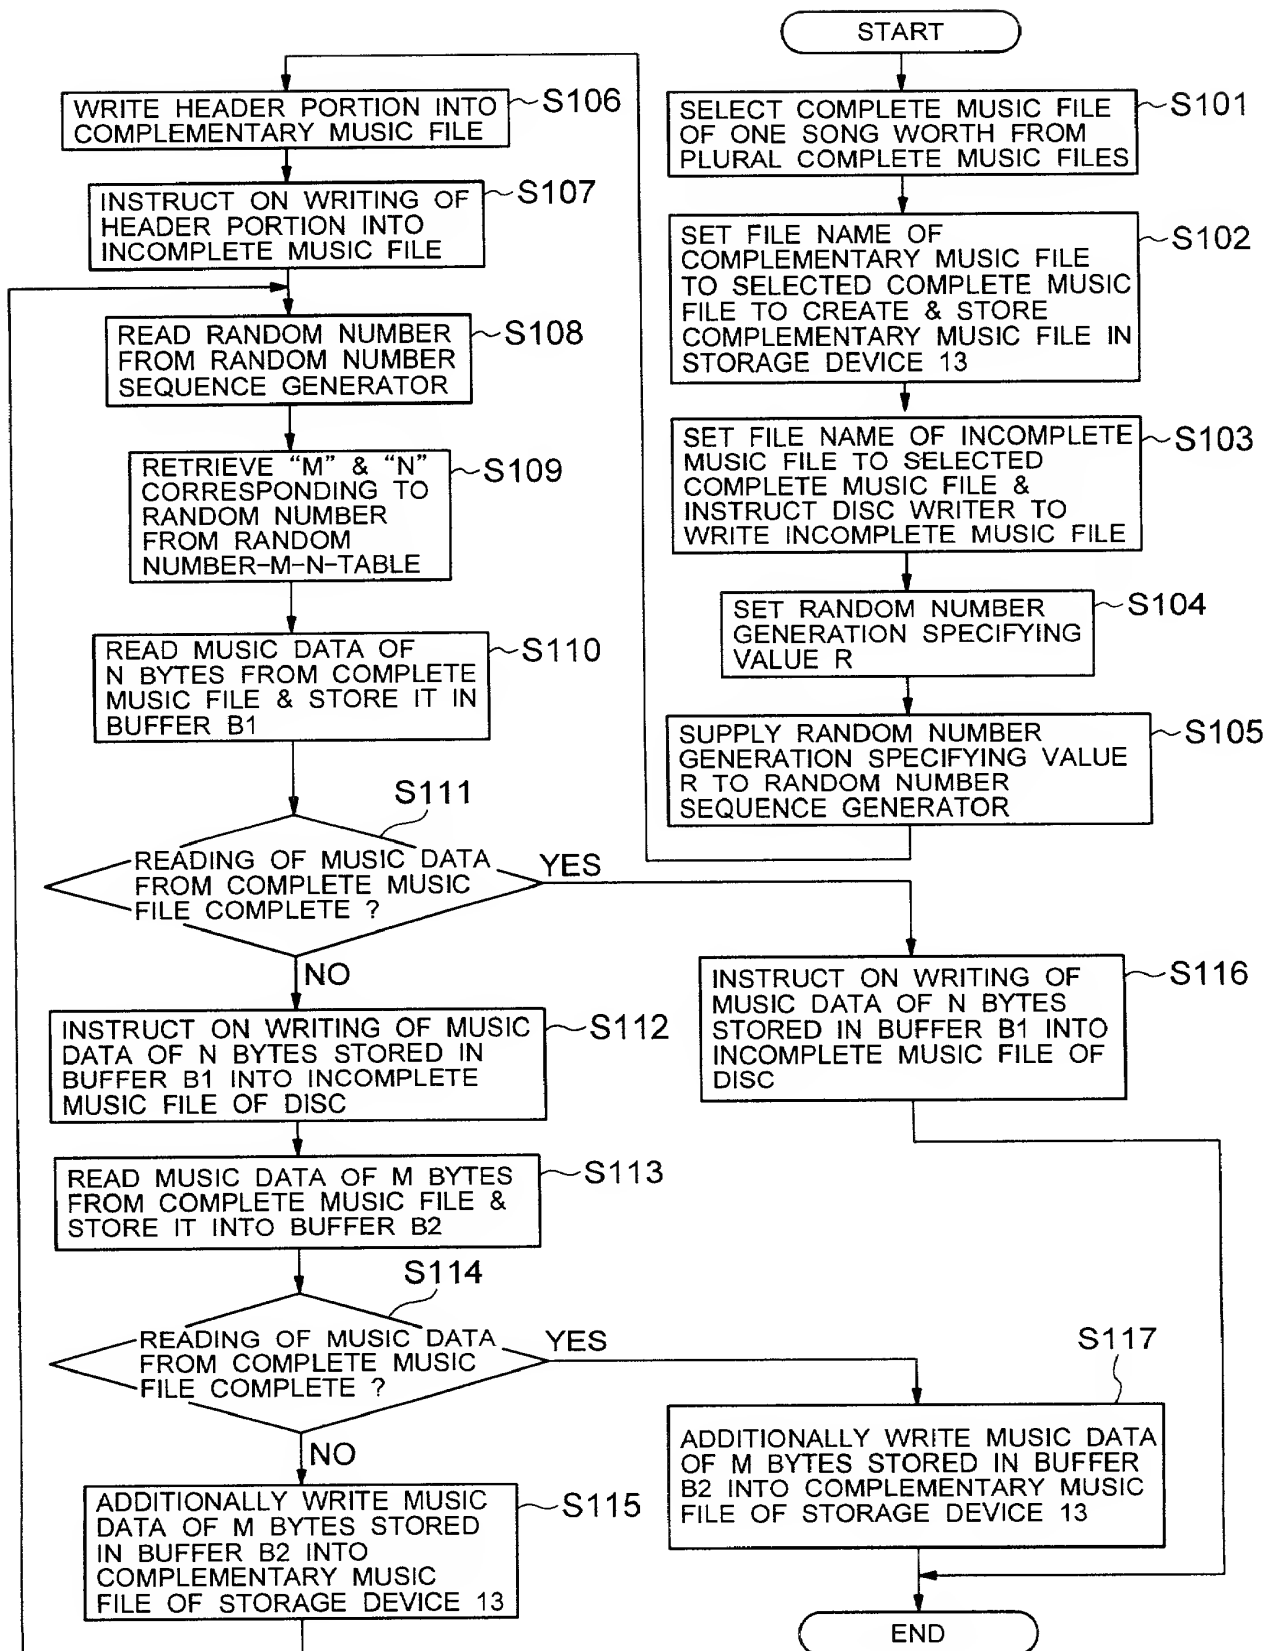 START
SELECT COMPLETE MUSIC FILE
OF ONE SONG WORTH FROM
PLURAL COMPLETE MUSIC FILES
S101
SET FILE NAME OF
COMPLEMENTARY MUSIC FILE
TO SELECTED COMPLETE MUSIC
FILE TO CREATE & STORE
COMPLEMENTARY MUSIC FILE IN
STORAGE DEVICE 13
S102
SET FILE NAME OF INCOMPLETE
MUSIC FILE TO SELECTED
COMPLETE MUSIC FILE &
INSTRUCT DISC WRITER TO
WRITE INCOMPLETE MUSIC FILE
S103
SET RANDOM NUMBER
GENERATION SPECIFYING
VALUE R
S104
SUPPLY RANDOM NUMBER
GENERATION SPECIFYING VALUE
R TO RANDOM NUMBER
SEQUENCE GENERATOR
S105
WRITE HEADER PORTION INTO
COMPLEMENTARY MUSIC FILE
S106
INSTRUCT ON WRITING OF
HEADER PORTION INTO
INCOMPLETE MUSIC FILE
S107
READ RANDOM NUMBER
FROM RANDOM NUMBER
SEQUENCE GENERATOR
S108
RETRIEVE “M” & “N”
CORRESPONDING TO
RANDOM NUMBER
FROM RANDOM
NUMBER-M-N-TABLE
S109
READ MUSIC DATA OF
N BYTES FROM COMPLETE
MUSIC FILE & STORE IT IN
BUFFER B1
S110
S111
READING OF MUSIC DATA
FROM COMPLETE MUSIC
FILE COMPLETE ?
YES
NO
INSTRUCT ON WRITING OF MUSIC
DATA OF N BYTES STORED IN
BUFFER B1 INTO INCOMPLETE
MUSIC FILE OF DISC
S112
READ MUSIC DATA OF M BYTES
FROM COMPLETE MUSIC FILE &
STORE IT INTO BUFFER B2
S113
S114
READING OF MUSIC DATA
FROM COMPLETE MUSIC
FILE COMPLETE ?
YES
NO
ADDITIONALLY WRITE MUSIC
DATA OF M BYTES STORED
IN BUFFER B2 INTO
COMPLEMENTARY MUSIC
FILE OF STORAGE DEVICE 13
S115
INSTRUCT ON WRITING OF
MUSIC DATA OF N BYTES
STORED IN BUFFER B1 INTO
INCOMPLETE MUSIC FILE OF
DISC
S116
S117
ADDITIONALLY WRITE MUSIC DATA
OF M BYTES STORED IN BUFFER
B2 INTO COMPLEMENTARY MUSIC
FILE OF STORAGE DEVICE 13
END